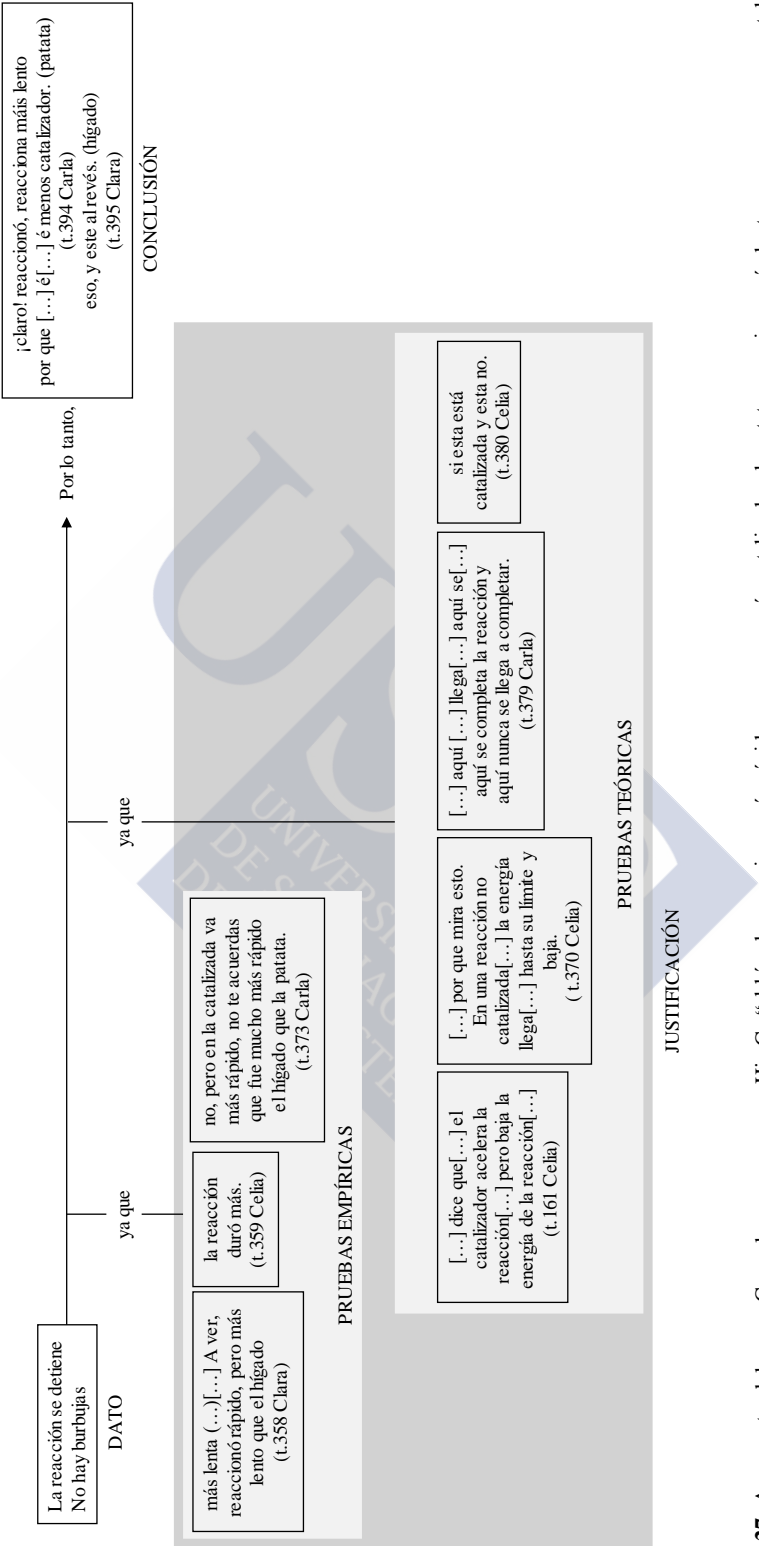 La reacción se detiene
No hay burbujas
DATO
Por lo tanto,
¡claro! reaccionó, reacciona máis lento
por que […] é[…] é menos catalizador. (patata)
(t.394 Carla)
eso, y este al revés. (hígado)
(t.395 Clara)
CONCLUSIÓN
ya que
ya que
más lenta (…)[…] A ver,
reaccionó rápido, pero más
lento que el hígado
(t.358 Clara)
la reacción
duró más.
(t.359 Celia)
no, pero en la catalizada va
más rápido, no te acuerdas
que fue mucho más rápido
el hígado que la patata.
(t.373 Carla)
PRUEBAS EMPÍRICAS
[…] dice que[…] el
catalizador acelera la
reacción[…] pero baja la
energía de la reacción[…]
(t.161 Celia)
[…] por que mira esto.
En una reacción no
catalizada[…] la energía
llega[…] hasta su límite y
baja.
( t.370 Celia)
[…] aquí […] llega[…] aquí se[…]
aquí se completa la reacción y
aquí nunca se llega a completar.
(t.379 Carla)
si esta está
catalizada y esta no.
(t.380 Celia)
PRUEBAS TEÓRICAS
JUSTIFICACIÓN
USC